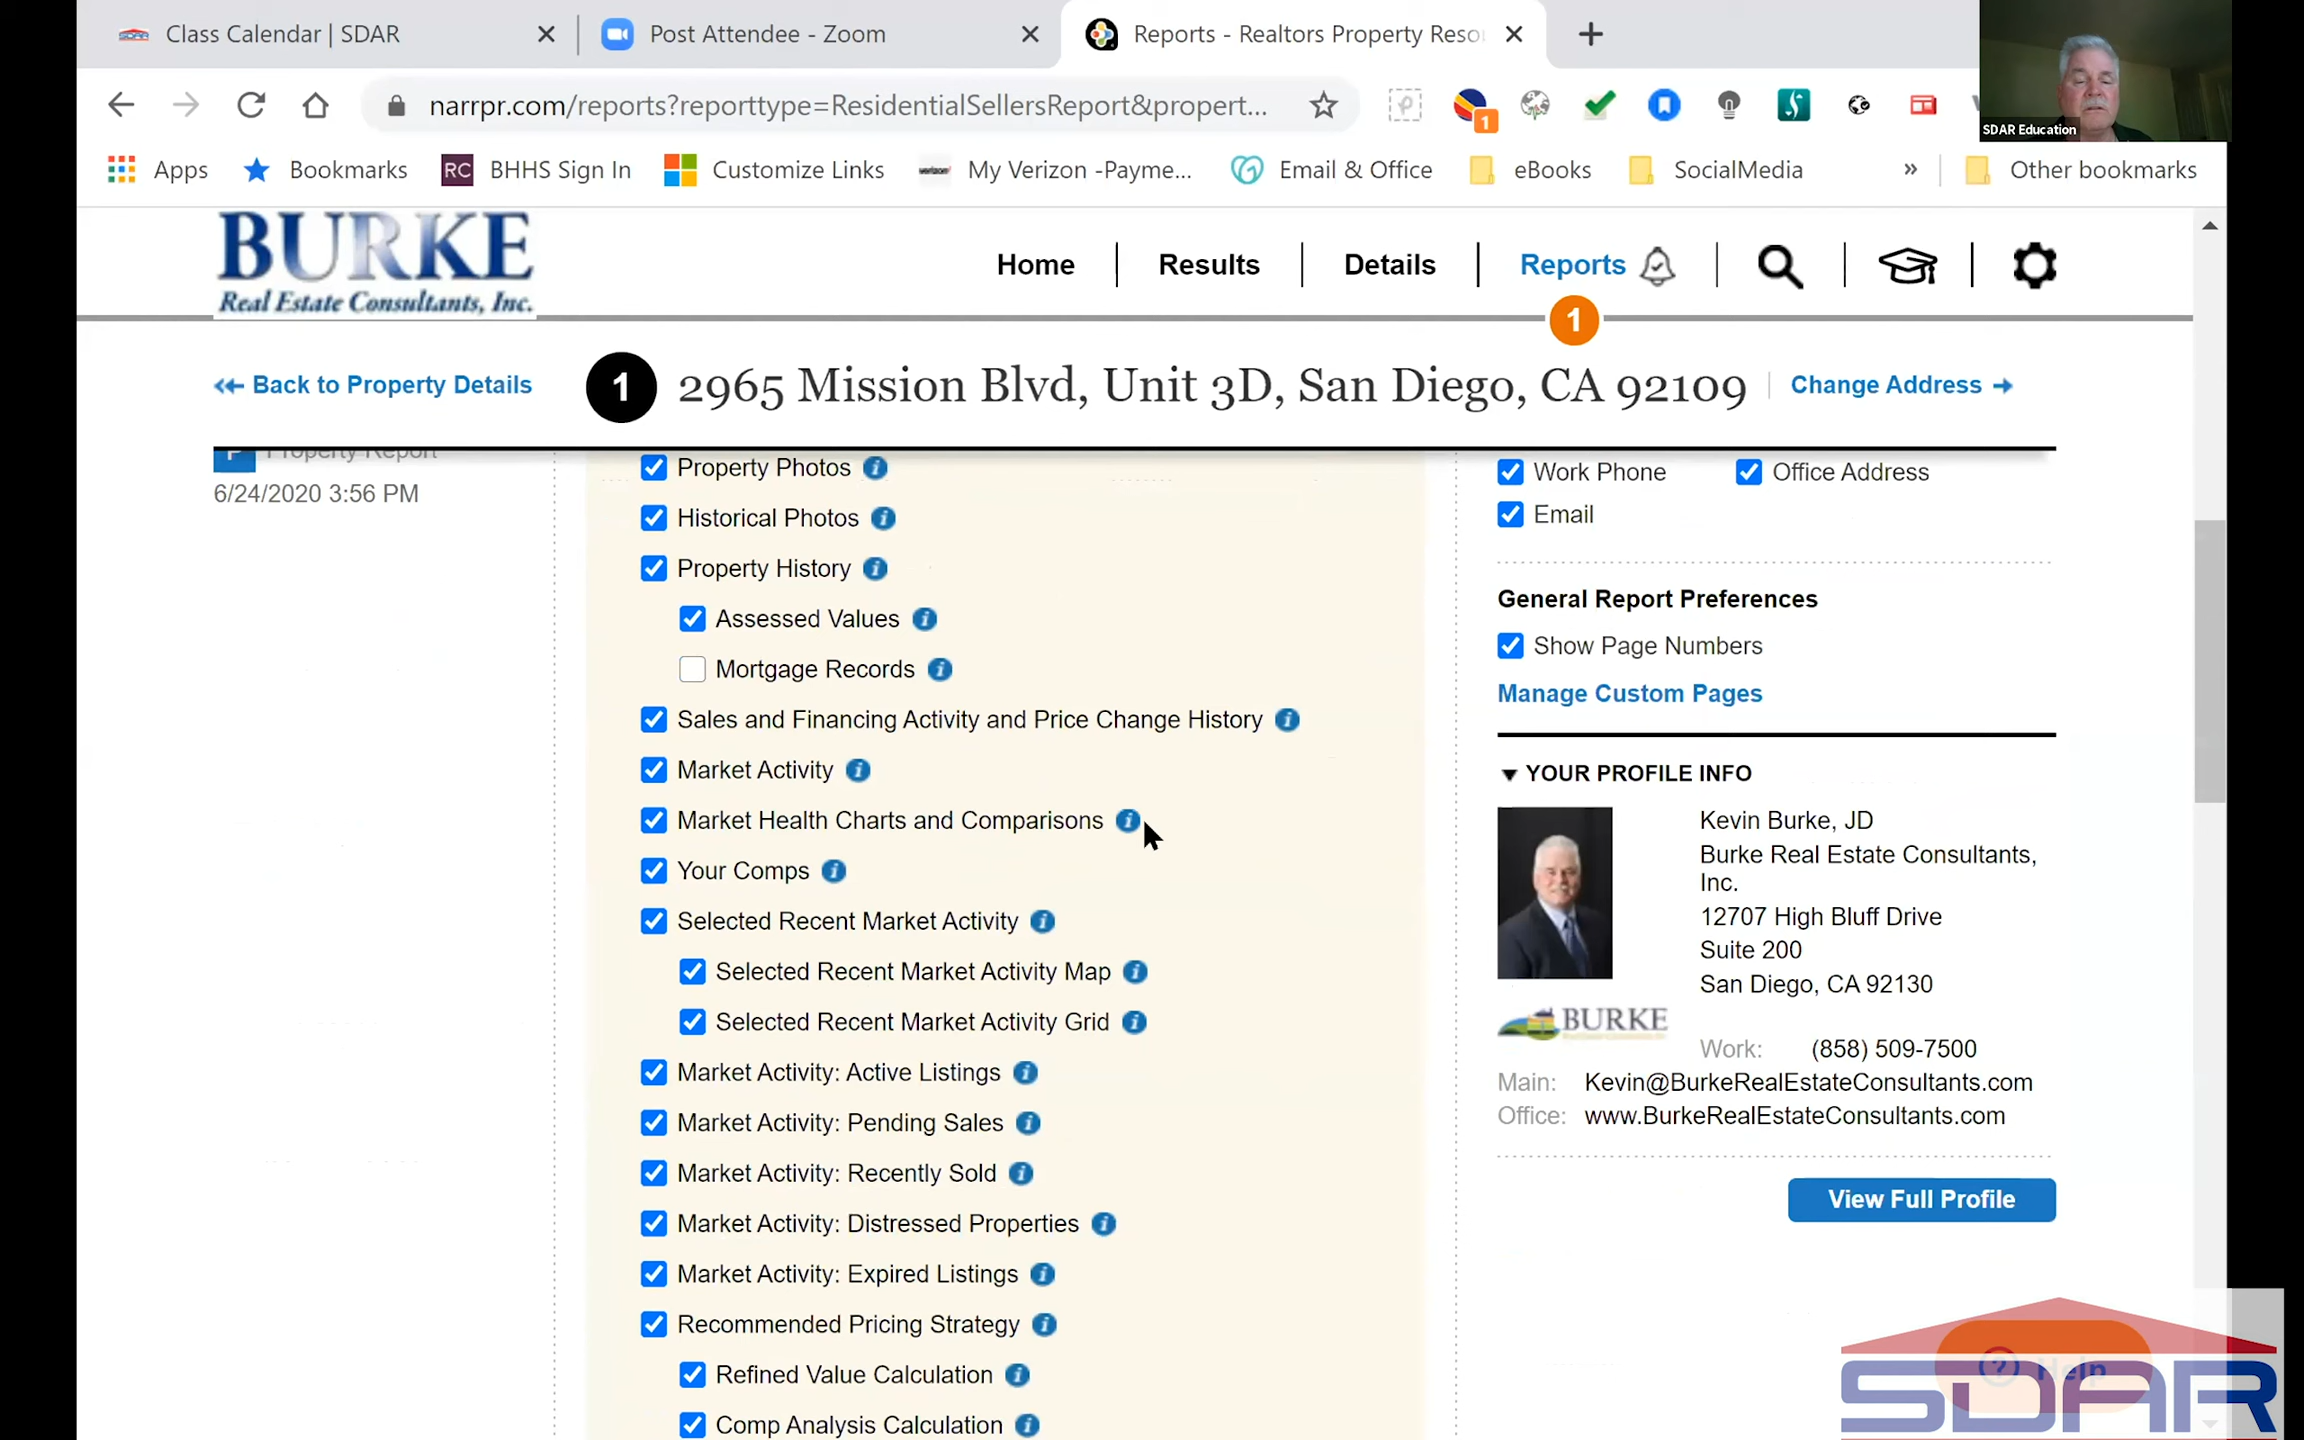 Class Calendar | SDAR
Post Attendee - Zoom
Reports - Realtors Property Reso
narrpr.com/reports?reporttype=ResidentialSellersReport&propert...
1
SDAR Education
Apps
Bookmarks
RC BHHS Sign In
Customize Links
verizon My Verizon -Payme...
Email & Office
eBooks
SocialMedia
»
Other bookmarks
BURKE
Real Estate Consultants, Inc.
Home
Results
Details
Reports
1
Back to Property Details
1 2965 Mission Blvd, Unit 3D, San Diego, CA 92109
Change Address
Property Report
6/24/2020 3:56 PM
Property Photos
Historical Photos
Property History
Assessed Values
Mortgage Records
Sales and Financing Activity and Price Change History
Market Activity
Market Health Charts and Comparisons
Your Comps
Selected Recent Market Activity
Selected Recent Market Activity Map
Selected Recent Market Activity Grid
Market Activity: Active Listings
Market Activity: Pending Sales
Market Activity: Recently Sold
Market Activity: Distressed Properties
Market Activity: Expired Listings
Recommended Pricing Strategy
Refined Value Calculation
Comp Analysis Calculation
Work Phone
Office Address
Email
General Report Preferences
Show Page Numbers
Manage Custom Pages
YOUR PROFILE INFO
Kevin Burke, JD
Burke Real Estate Consultants,
Inc.
12707 High Bluff Drive
Suite 200
San Diego, CA 92130
BURKE
Work: (858) 509-7500
Main: Kevin@BurkeRealEstateConsultants.com
Office: www.BurkeRealEstateConsultants.com
View Full Profile
Help
SDAR